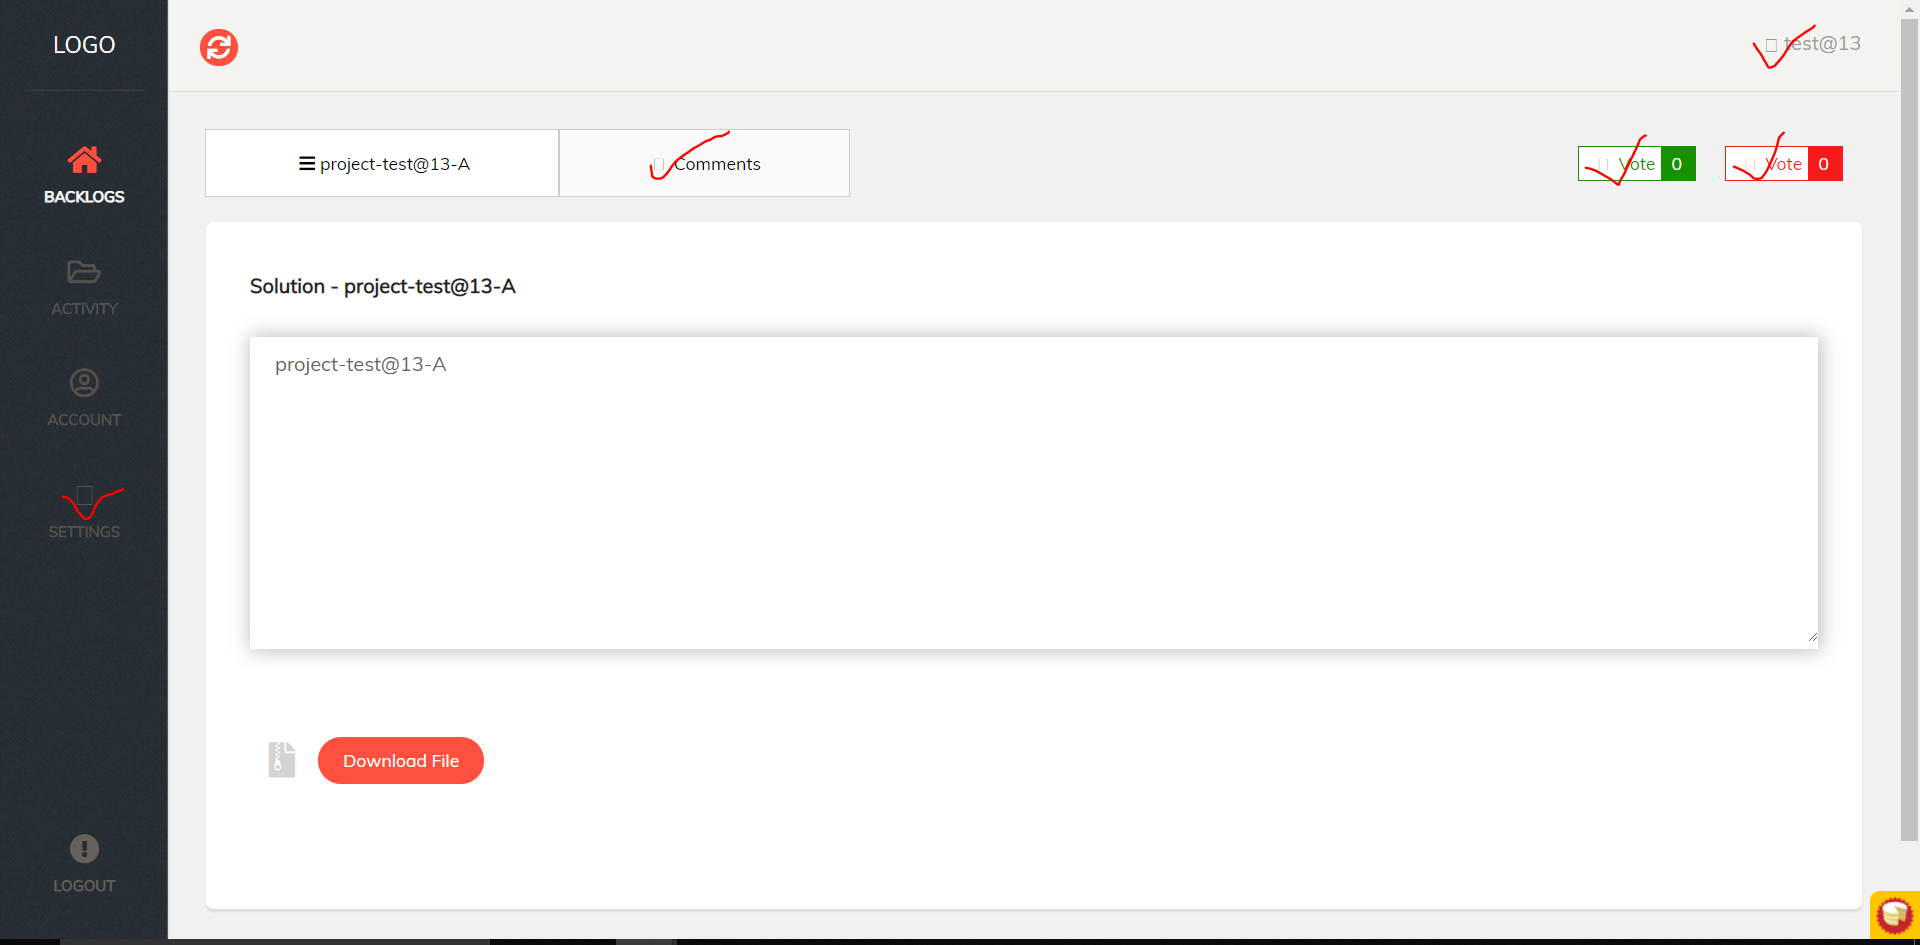 LOGO
test@13
BACKLOGS
ACTIVITY
ACCOUNT
SETTINGS
LOGOUT
project-test@13-A
Comments
Vote 0
Vote 0
Solution - project-test@13-A
project-test@13-A
Download File